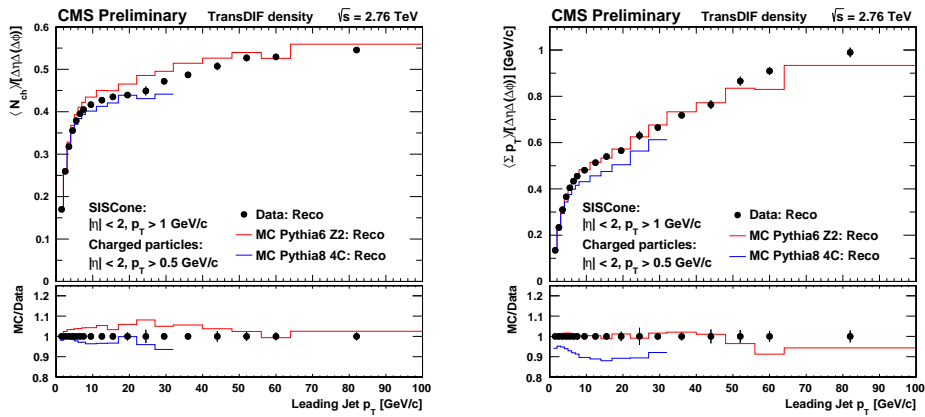 CMS Preliminary TransDIF density √s = 2.76 TeV
⟨N_ch⟩/[ΔηΔ(Δϕ)]
0.6
0.5
0.4
0.3
0.2
0.1
0
SISCone:
|η| < 2, p_T > 1 GeV/c
Charged particles:
|η| < 2, p_T > 0.5 GeV/c
Data: Reco
MC Pythia6 Z2: Reco
MC Pythia8 4C: Reco
MC/Data
1.2
1.1
1
0.9
0.8
0 10 20 30 40 50 60 70 80 90 100
Leading Jet p_T [GeV/c]
CMS Preliminary TransDIF density √s = 2.76 TeV
⟨Σ p_T⟩/[ΔηΔ(Δϕ)] [GeV/c]
1
0.8
0.6
0.4
0.2
0
SISCone:
|η| < 2, p_T > 1 GeV/c
Charged particles:
|η| < 2, p_T > 0.5 GeV/c
Data: Reco
MC Pythia6 Z2: Reco
MC Pythia8 4C: Reco
MC/Data
1.2
1.1
1
0.9
0.8
0 10 20 30 40 50 60 70 80 90 100
Leading Jet p_T [GeV/c]